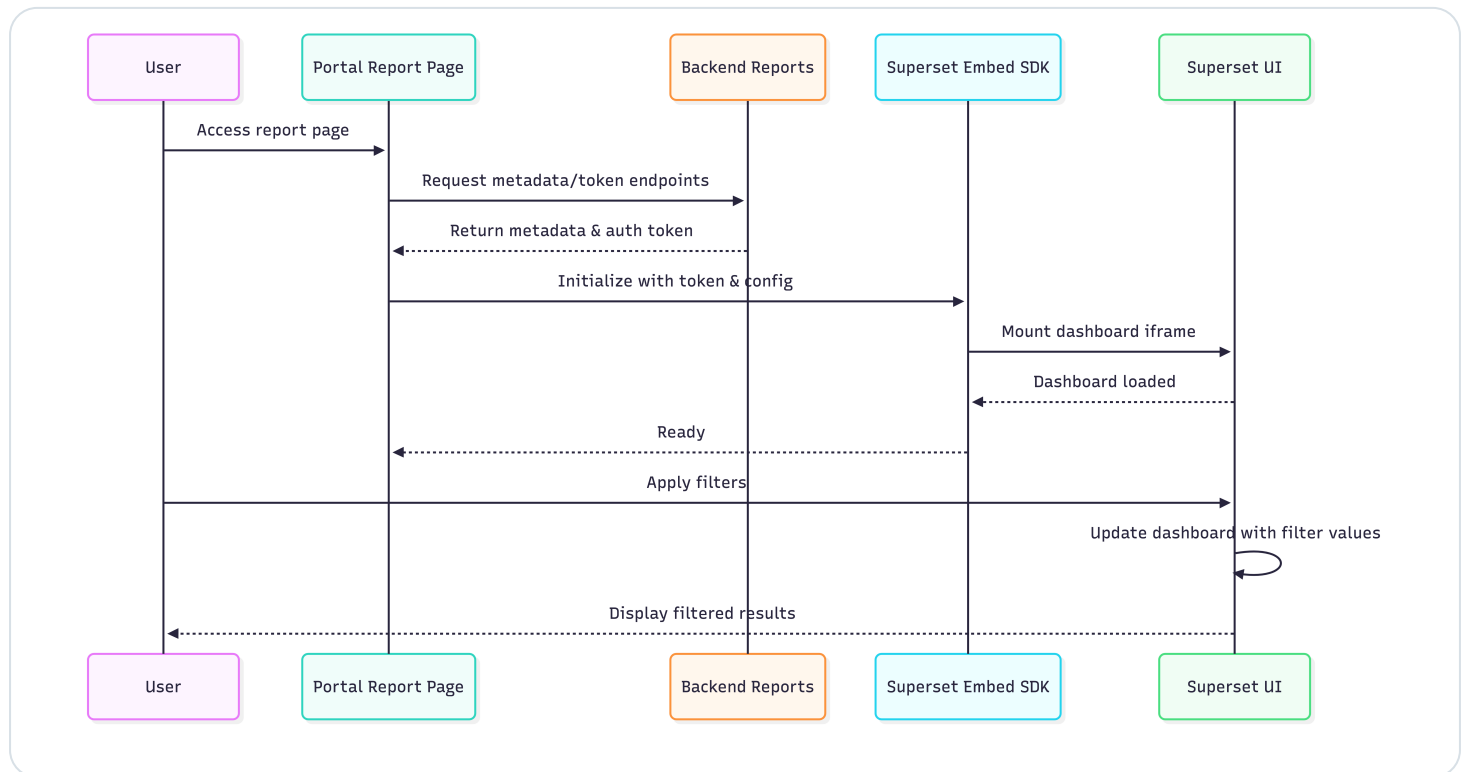 User
Portal Report Page
Backend Reports
Superset Embed SDK
Superset UI
Access report page
Request metadata/token endpoints
Return metadata & auth token
Initialize with token & config
Mount dashboard iframe
Dashboard loaded
Ready
Apply filters
Update dashboard with filter values
Display filtered results
User
Portal Report Page
Backend Reports
Superset Embed SDK
Superset UI